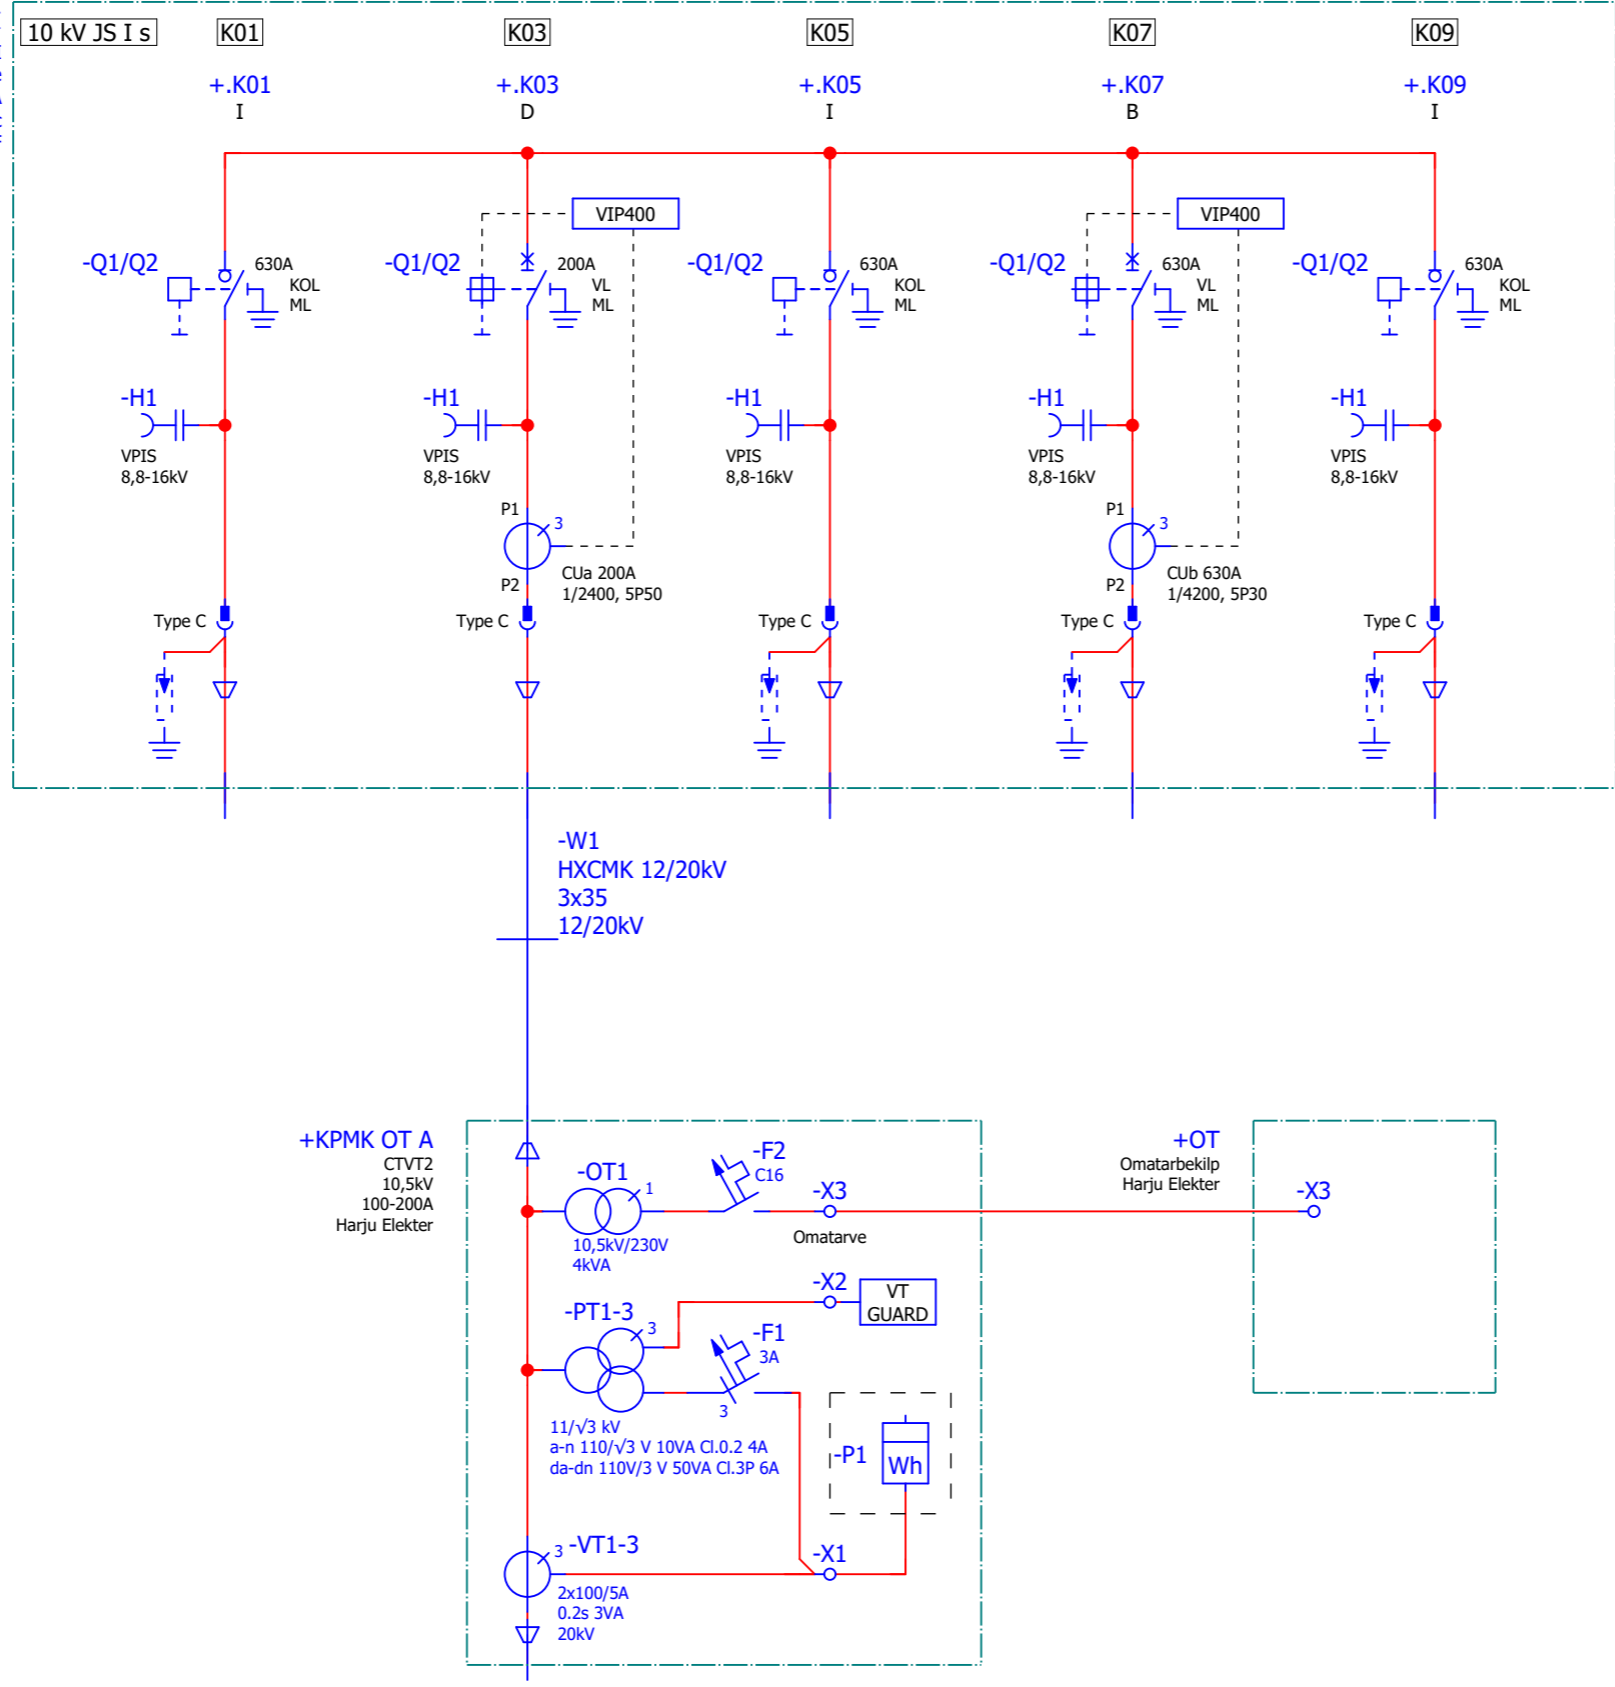 10 kV JS I s
K01
K03
K05
K07
K09
+.K01
+.K03
+.K05
+.K07
+.K09
I
D
I
B
I
VIP400
VIP400
-Q1/Q2
630A
KOL
ML
-Q1/Q2
200A
VL
ML
-Q1/Q2
630A
KOL
ML
-Q1/Q2
630A
VL
ML
-Q1/Q2
630A
KOL
ML
-H1
VPIS
8,8-16kV
-H1
VPIS
8,8-16kV
-H1
VPIS
8,8-16kV
-H1
VPIS
8,8-16kV
-H1
VPIS
8,8-16kV
P1
3
P2
CUa 200A
1/2400, 5P50
P1
3
P2
CUb 630A
1/4200, 5P30
Type C
Type C
Type C
Type C
Type C
-W1
HXCMK 12/20kV
3x35
12/20kV
+KPMK OT A
CTVT2
10,5kV
100-200A
Harju Elekter
-OT1
1
10,5kV/230V
4kVA
-F2
C16
-X3
Omatarve
+OT
Omatarbekilp
Harju Elekter
-X3
-X2
VT
GUARD
-PT1-3
3
-F1
3A
3
11/√3 kV
a-n 110/√3 V 10VA Cl.0.2 4A
da-dn 110V/3 V 50VA Cl.3P 6A
-P1
Wh
-VT1-3
3
2x100/5A
0.2s 3VA
20kV
-X1